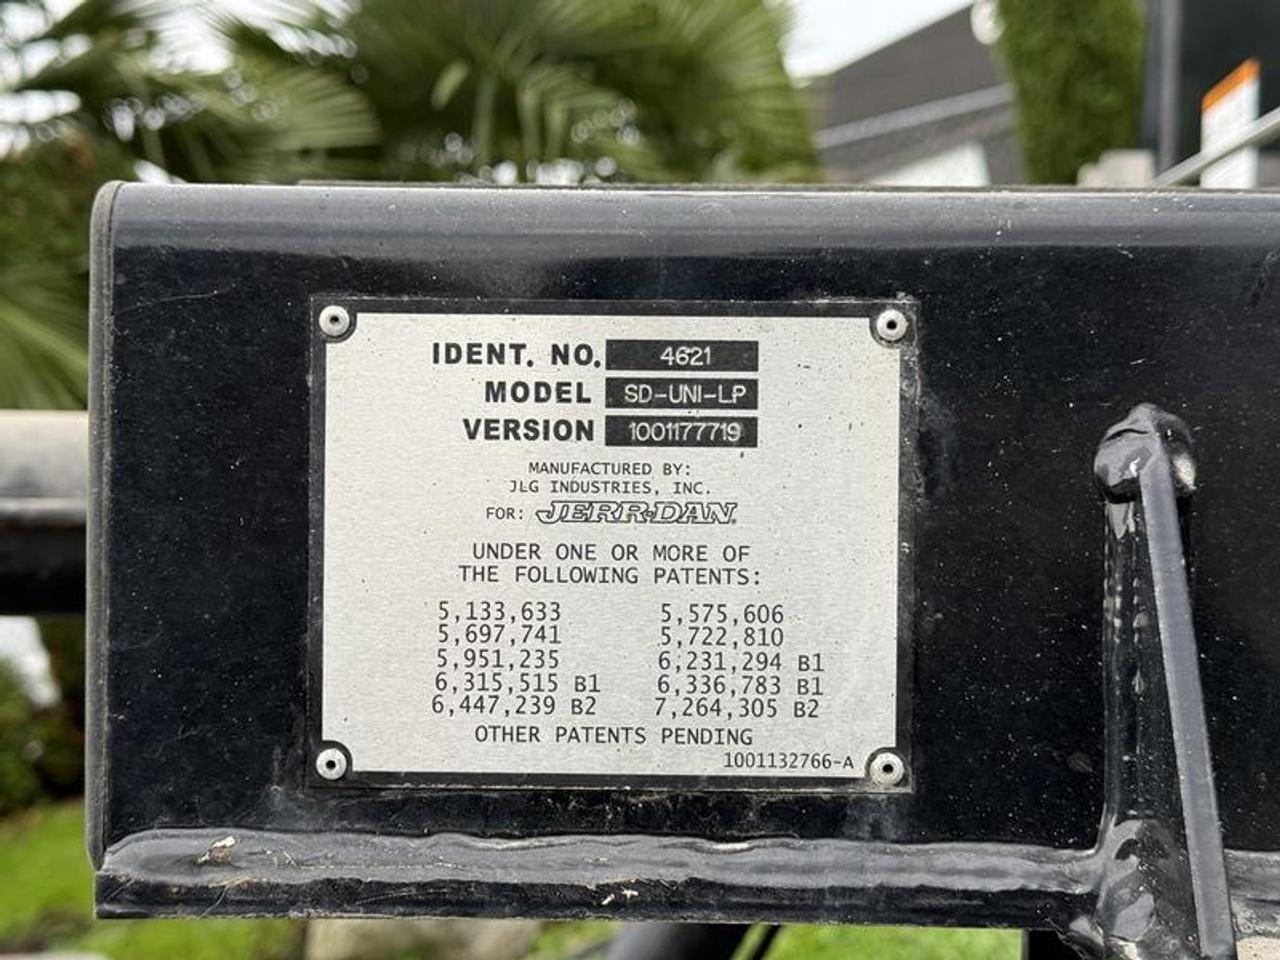 IDENT. NO. 4621
MODEL SD-UNI-LP
VERSION 1001177719
MANUFACTURED BY:
JLG INDUSTRIES, INC.
FOR: JERR-DAN®
UNDER ONE OR MORE OF
THE FOLLOWING PATENTS:
5,133,633 5,575,606
5,697,741 5,722,810
5,951,235 6,231,294 B1
6,315,515 B1 6,336,783 B1
6,447,239 B2 7,264,305 B2
OTHER PATENTS PENDING
1001132766-A